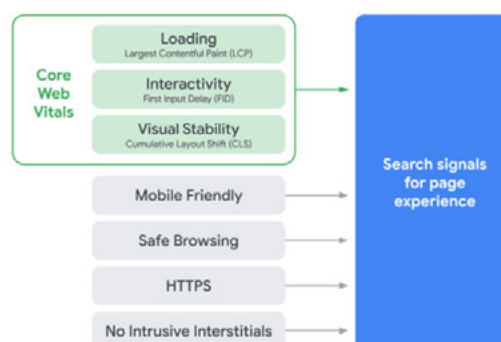 Core
Web
Vitals
Loading
Largest Contentful Paint (LCP)
Interactivity
First Input Delay (FID)
Visual Stability
Cumulative Layout Shift (CLS)
Mobile Friendly
Safe Browsing
HTTPS
No Intrusive Interstitials
Search signals
for page
experience